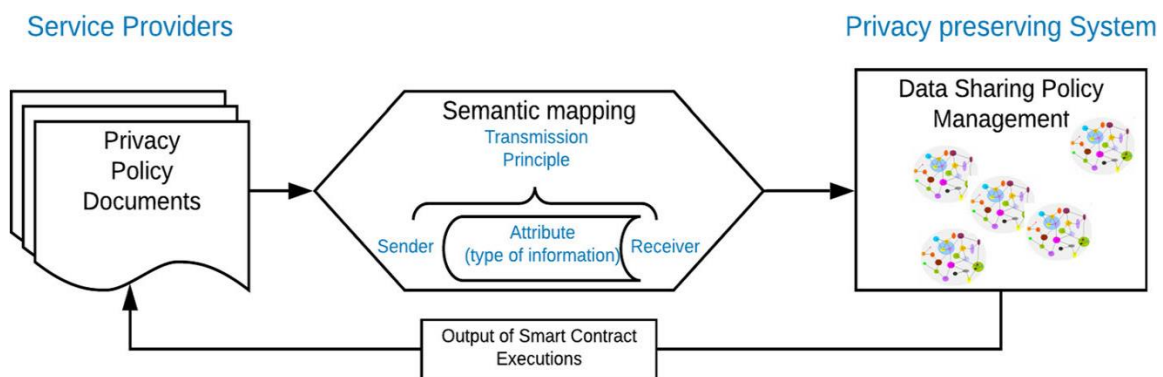 Service Providers
Privacy preserving System
Privacy
Policy
Documents
Semantic mapping
Transmission
Principle
Sender
Attribute
(type of information)
Receiver
Data Sharing Policy
Management
Output of Smart Contract
Executions